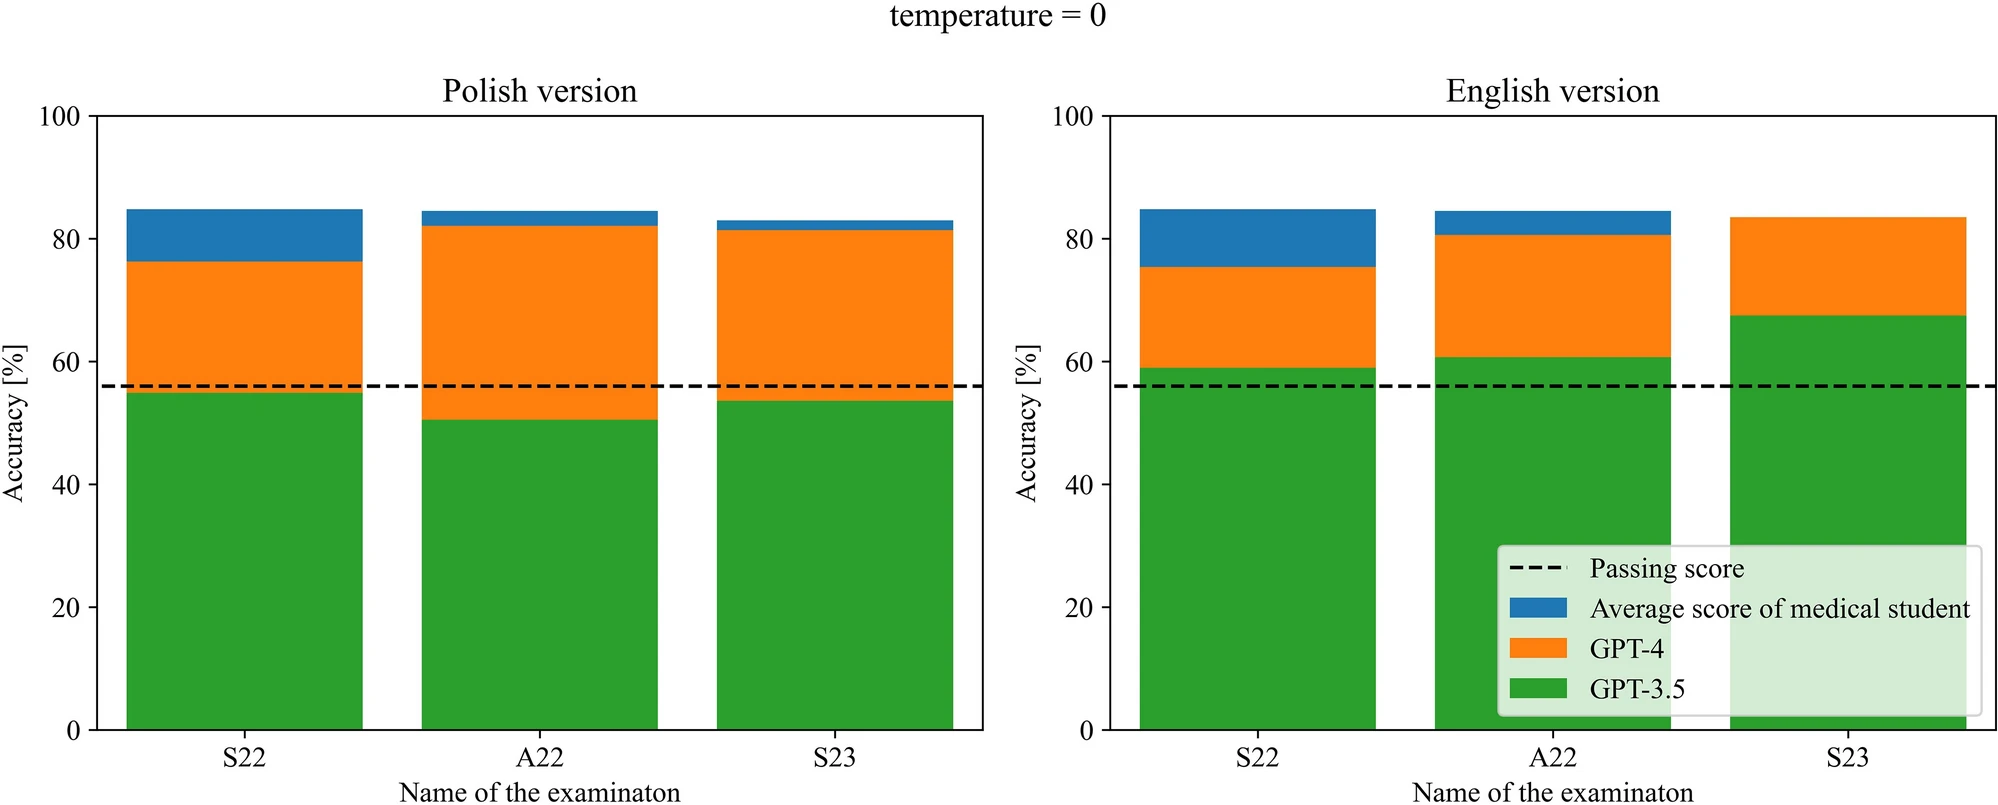 temperature = 0
Polish version
100
80
60
40
20
0
Accuracy [%]
S22 A22 S23
Name of the examinaton
English version
100
80
60
40
20
0
Accuracy [%]
Passing score
Average score of medical student
GPT-4
GPT-3.5
S22 A22 S23
Name of the examinaton